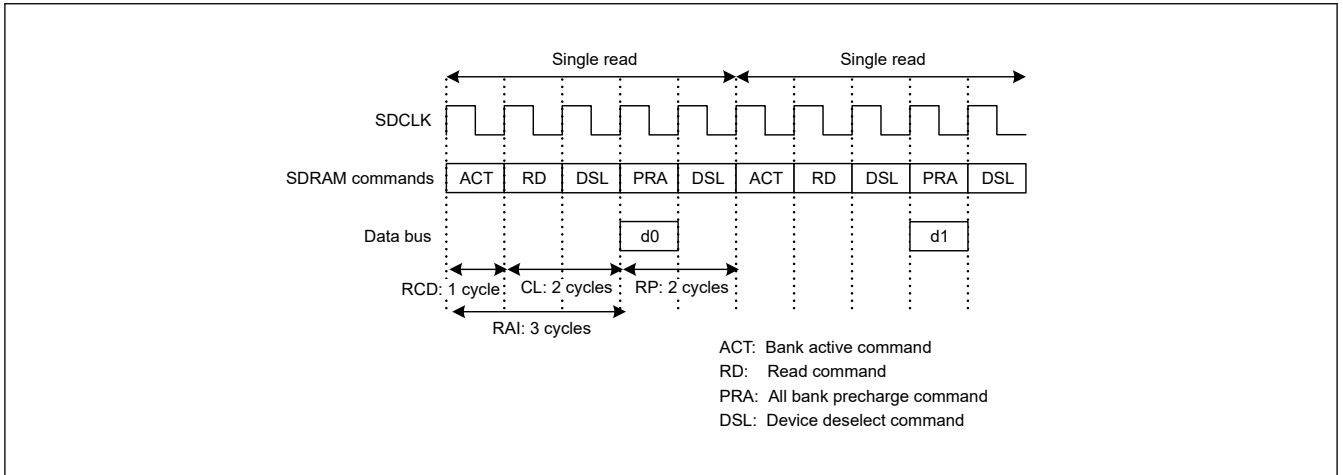 Single read Single read
SDCLK
SDRAM commands ACT RD DSL PRA DSL ACT RD DSL PRA DSL
Data bus d0 d1
RCD: 1 cycle CL: 2 cycles RP: 2 cycles
RAI: 3 cycles
ACT: Bank active command
RD: Read command
PRA: All bank precharge command
DSL: Device deselect command